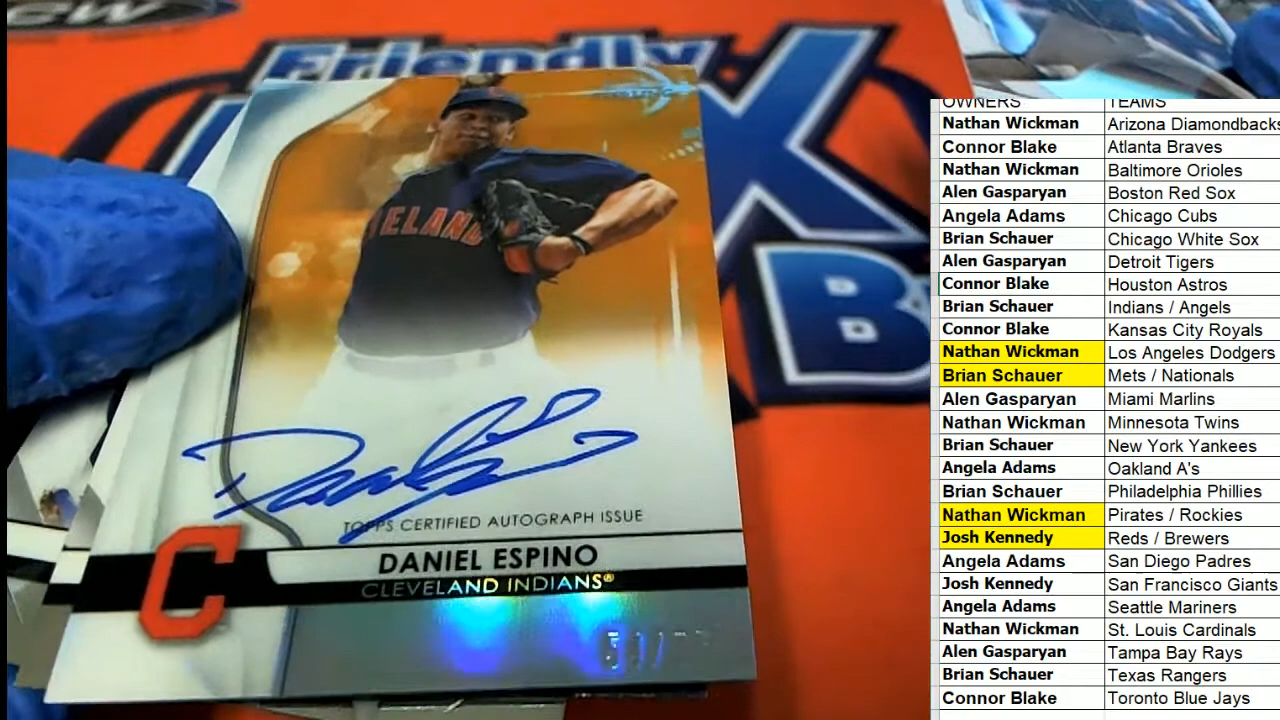 Friendly
X
B
ELAND
TOPPS CERTIFIED AUTOGRAPH ISSUE
DANIEL ESPINO
CLEVELAND INDIANS®
C
OWNERS TEAMS
Nathan Wickman Arizona Diamondbacks
Connor Blake Atlanta Braves
Nathan Wickman Baltimore Orioles
Alen Gasparyan Boston Red Sox
Angela Adams Chicago Cubs
Brian Schauer Chicago White Sox
Alen Gasparyan Detroit Tigers
Connor Blake Houston Astros
Brian Schauer Indians / Angels
Connor Blake Kansas City Royals
Nathan Wickman Los Angeles Dodgers
Brian Schauer Mets / Nationals
Alen Gasparyan Miami Marlins
Nathan Wickman Minnesota Twins
Brian Schauer New York Yankees
Angela Adams Oakland A's
Brian Schauer Philadelphia Phillies
Nathan Wickman Pirates / Rockies
Josh Kennedy Reds / Brewers
Angela Adams San Diego Padres
Josh Kennedy San Francisco Giants
Angela Adams Seattle Mariners
Nathan Wickman St. Louis Cardinals
Alen Gasparyan Tampa Bay Rays
Brian Schauer Texas Rangers
Connor Blake Toronto Blue Jays